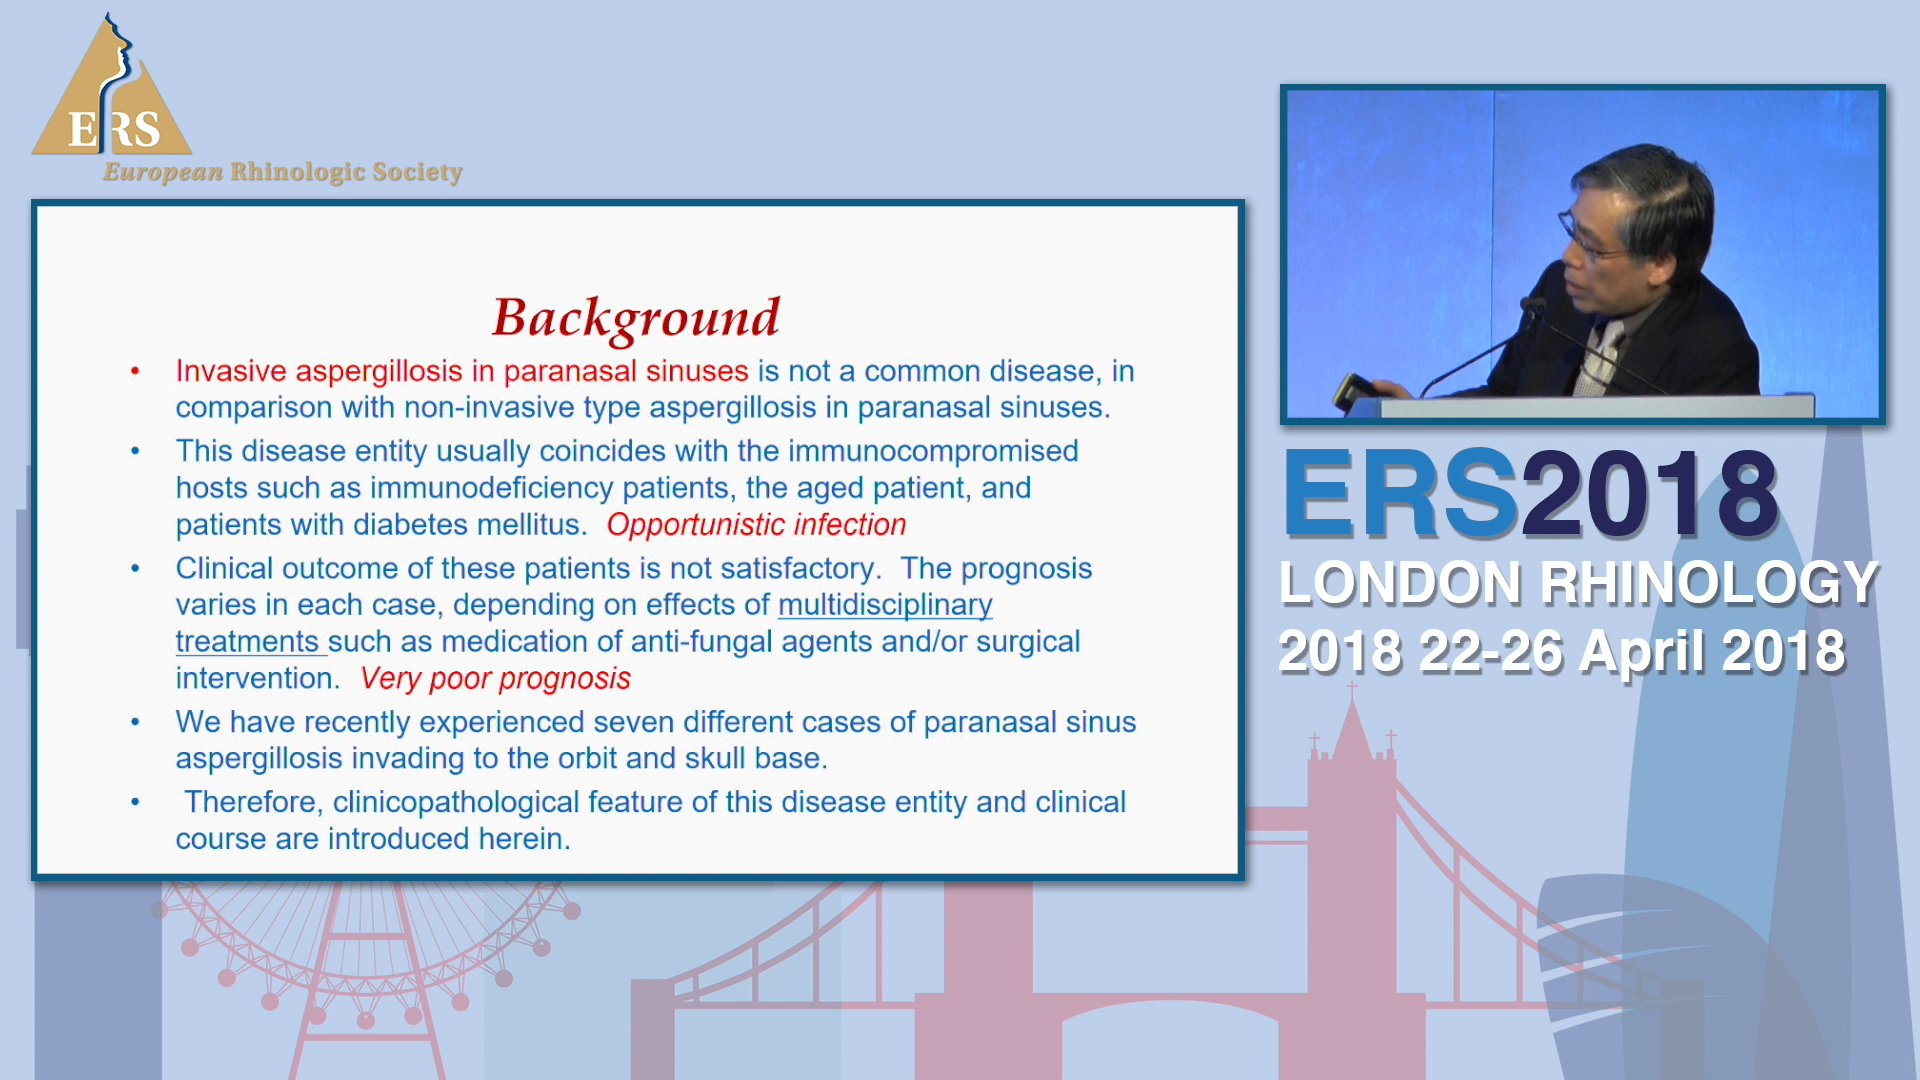 ERS
European Rhinologic Society
Background
• Invasive aspergillosis in paranasal sinuses is not a common disease, in
comparison with non-invasive type aspergillosis in paranasal sinuses.
• This disease entity usually coincides with the immunocompromised
hosts such as immunodeficiency patients, the aged patient, and
patients with diabetes mellitus.  Opportunistic infection
• Clinical outcome of these patients is not satisfactory.  The prognosis
varies in each case, depending on effects of multidisciplinary
treatments such as medication of anti-fungal agents and/or surgical
intervention.  Very poor prognosis
• We have recently experienced seven different cases of paranasal sinus
aspergillosis invading to the orbit and skull base.
• Therefore, clinicopathological feature of this disease entity and clinical
course are introduced herein.
ERS2018
LONDON RHINOLOGY
2018 22-26 April 2018